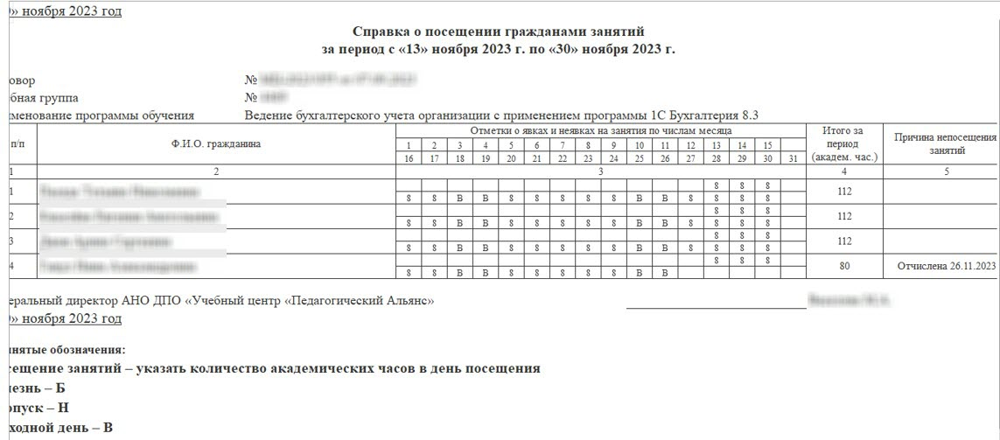 0» ноября 2023 год
Справка о посещении гражданами занятий
за период с «13» ноября 2023 г. по «30» ноября 2023 г.
овор №
бная группа №
именование программы обучения Ведение бухгалтерского учета организации с применением программы 1С Бухгалтерия 8.3
п/п Ф.И.О. гражданина Отметки о явках и неявках на занятия по числам месяца Итого за период (академ. час.) Причина непосещения занятий
1 2 3 4 5 6 7 8 9 10 11 12 13 14 15
16 17 18 19 20 21 22 23 24 25 26 27 28 29 30 31
1 2 3 4 5
1 8 8 8 112
8 8 В В 8 8 8 8 8 В В 8 8 8 8
2 8 8 8 112
8 8 В В 8 8 8 8 8 В В 8 8 8 8
3 8 8 8 112
8 8 В В 8 8 8 8 8 В В 8 8 8 8
4 8 8 8 80 Отчислена 26.11.2023
8 8 В В 8 8 8 8 8 В В
еральный директор АНО ДПО «Учебный центр «Педагогический Альянс»
0» ноября 2023 год
нятые обозначения:
сещение занятий – указать количество академических часов в день посещения
лезнь – Б
опуск – Н
ходной день – В